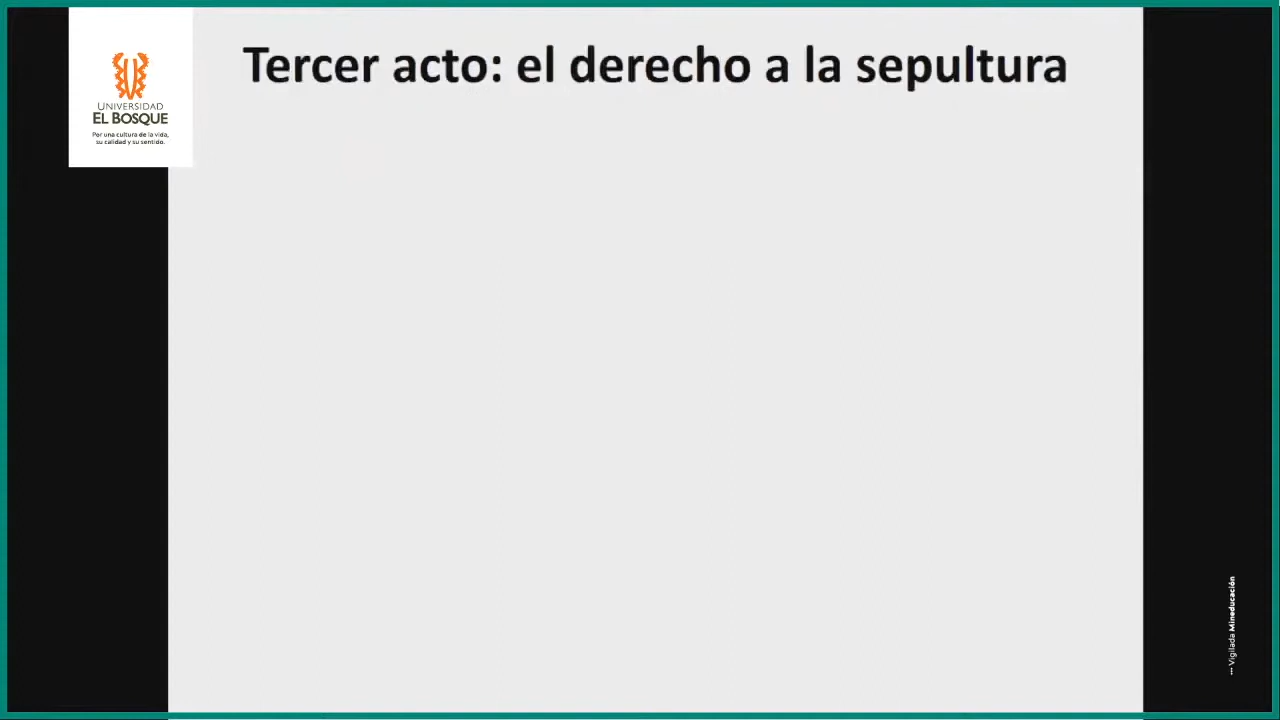 Tercer acto: el derecho a la sepultura
UNIVERSIDAD
EL BOSQUE
Por una cultura de la vida,
su calidad y su sentido.
Vigilada Mineducación